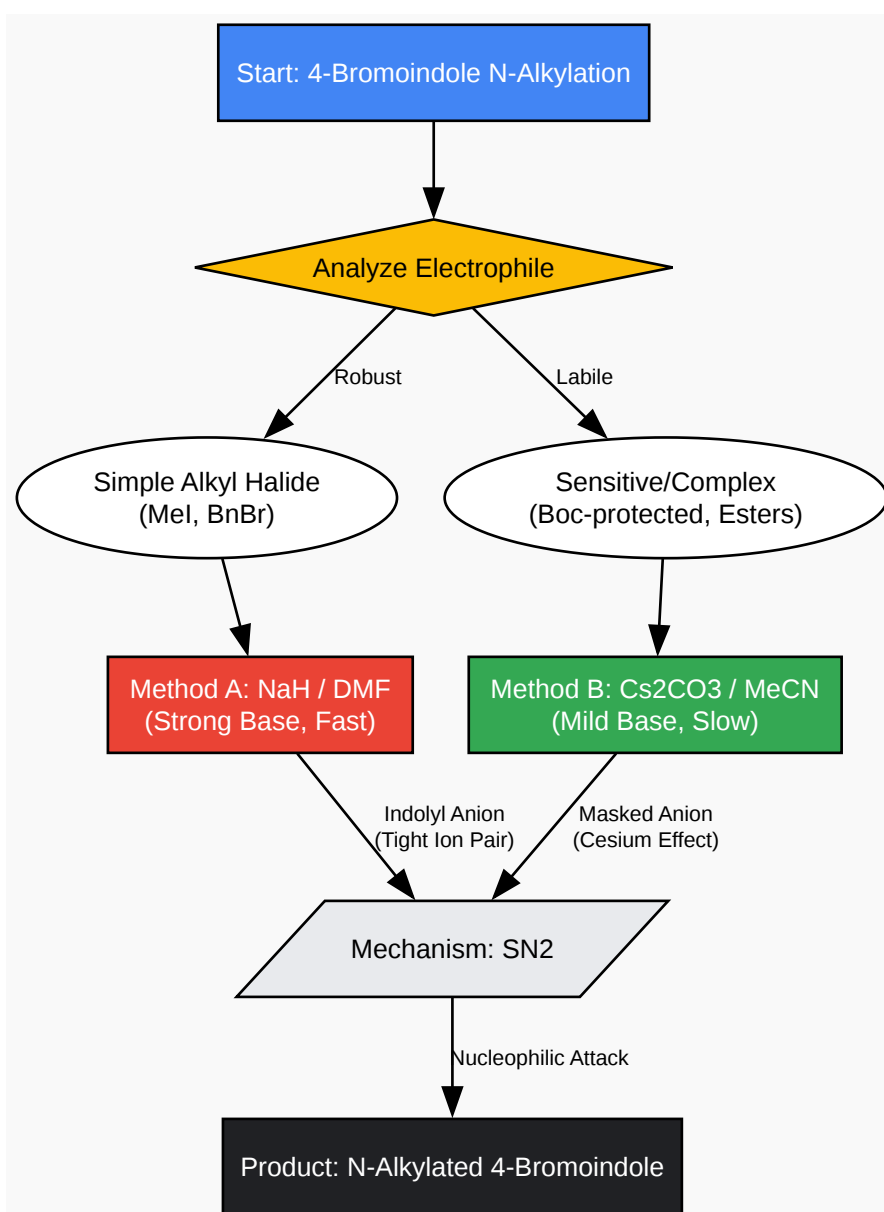 Start: 4-Bromoindole N-Alkylation
Analyze Electrophile
Robust
Labile
Simple Alkyl Halide
(MeI, BnBr)
Sensitive/Complex
(Boc-protected, Esters)
Method A: NaH / DMF
(Strong Base, Fast)
Method B: Cs2CO3 / MeCN
(Mild Base, Slow)
Indolyl Anion
(Tight Ion Pair)
Masked Anion
(Cesium Effect)
Mechanism: SN2
Nucleophilic Attack
Product: N-Alkylated 4-Bromoindole